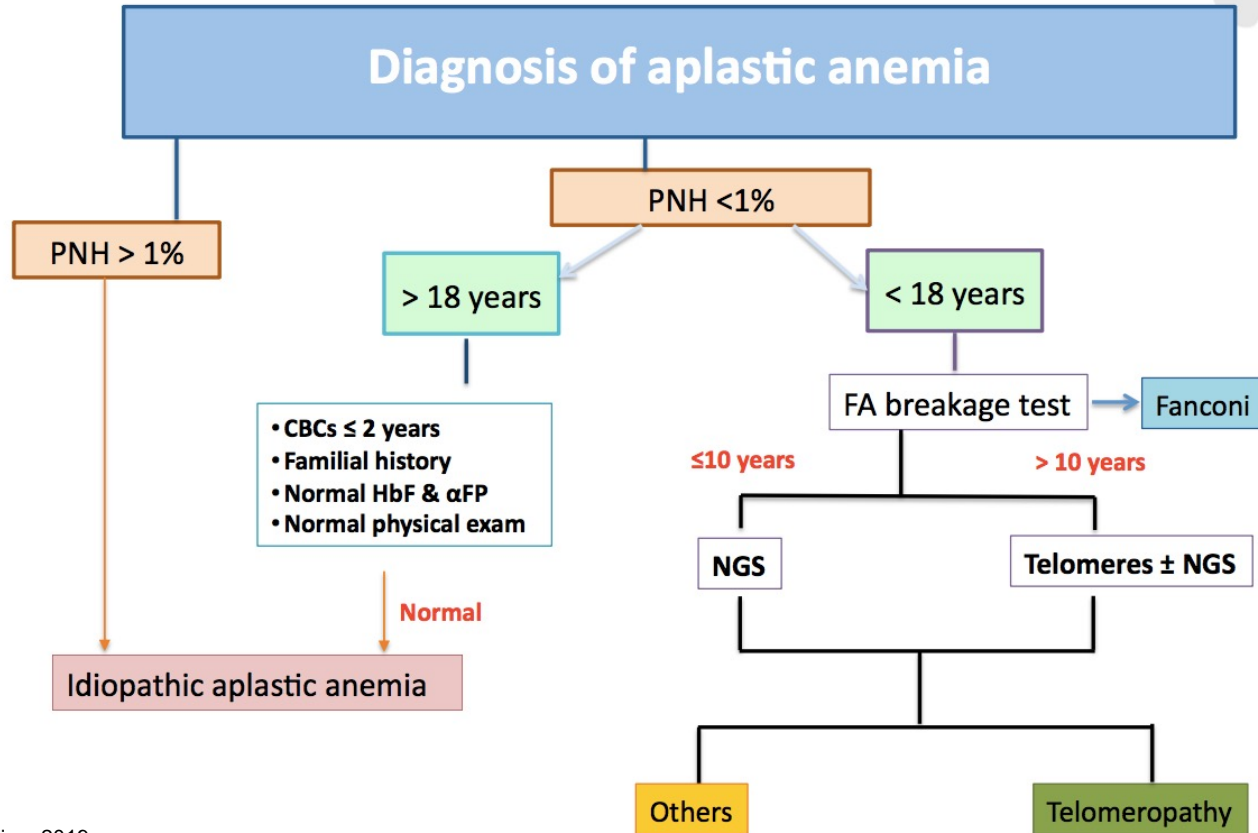 Diagnosis of aplastic anemia
PNH > 1%
PNH <1%
> 18 years
< 18 years
• CBCs ≤ 2 years
• Familial history
• Normal HbF & αFP
• Normal physical exam
Normal
Idiopathic aplastic anemia
FA breakage test
Fanconi
≤10 years
> 10 years
NGS
Telomeres ± NGS
Others
Telomeropathy